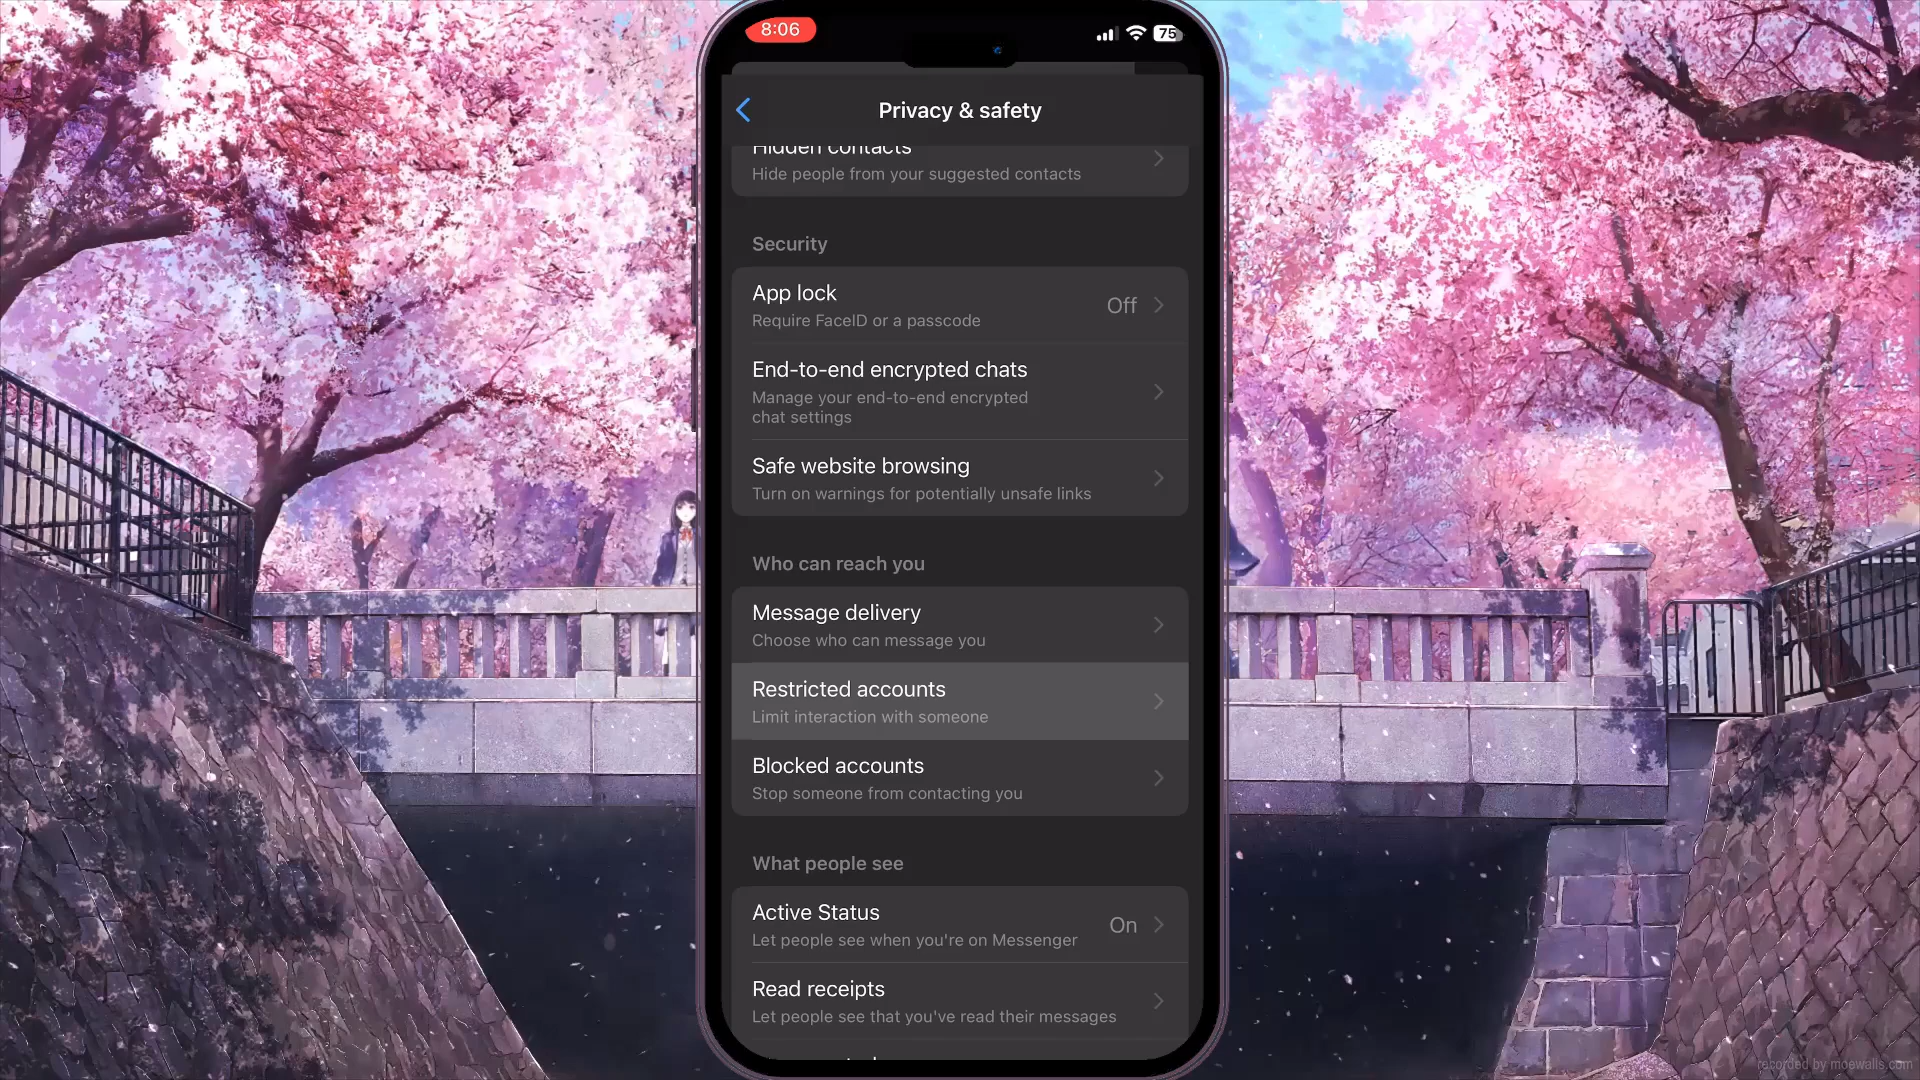 8:06
75
Privacy & safety
Hidden contacts
Hide people from your suggested contacts
Security
App lock
Off
Require FaceID or a passcode
End-to-end encrypted chats
Manage your end-to-end encrypted
chat settings
Safe website browsing
Turn on warnings for potentially unsafe links
Who can reach you
Message delivery
Choose who can message you
Restricted accounts
Limit interaction with someone
Blocked accounts
Stop someone from contacting you
What people see
Active Status
On
Let people see when you're on Messenger
Read receipts
Let people see that you've read their messages
recorded by moewalls.com